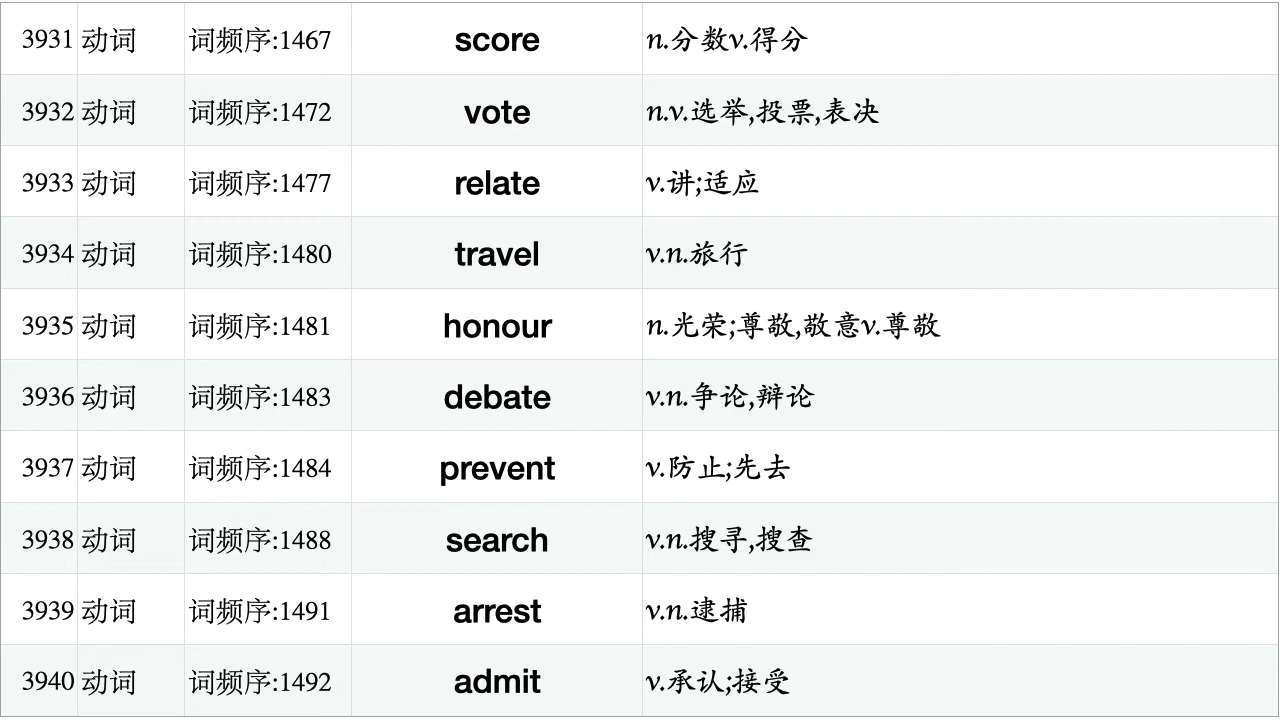 3931 动词 词频序:1467 score n.分数v.得分
3932 动词 词频序:1472 vote n.v.选举,投票,表决
3933 动词 词频序:1477 relate v.讲;适应
3934 动词 词频序:1480 travel v.n.旅行
3935 动词 词频序:1481 honour n.光荣;尊敬,敬意v.尊敬
3936 动词 词频序:1483 debate v.n.争论,辩论
3937 动词 词频序:1484 prevent v.防止;先去
3938 动词 词频序:1488 search v.n.搜寻,搜查
3939 动词 词频序:1491 arrest v.n.逮捕
3940 动词 词频序:1492 admit v.承认;接受